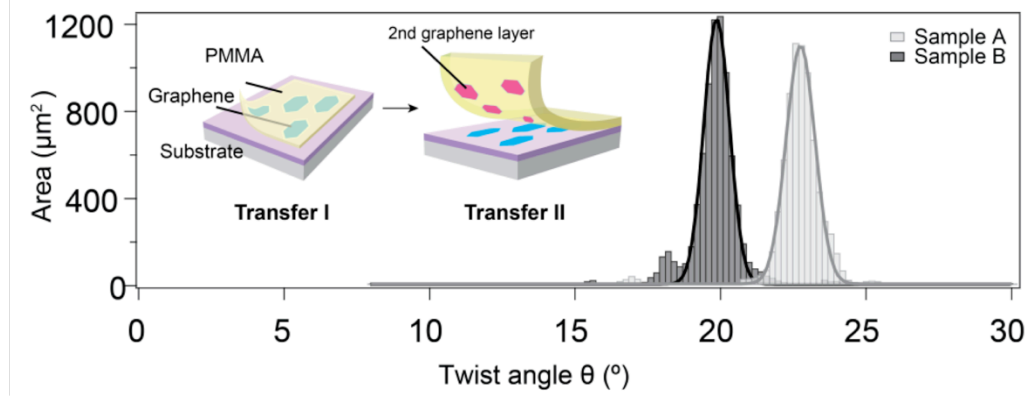 1200
800
400
0
Area (µm²)
PMMA
Graphene
Substrate
Transfer I
2nd graphene layer
Transfer II
Sample A
Sample B
0 5 10 15 20 25 30
Twist angle θ (º)